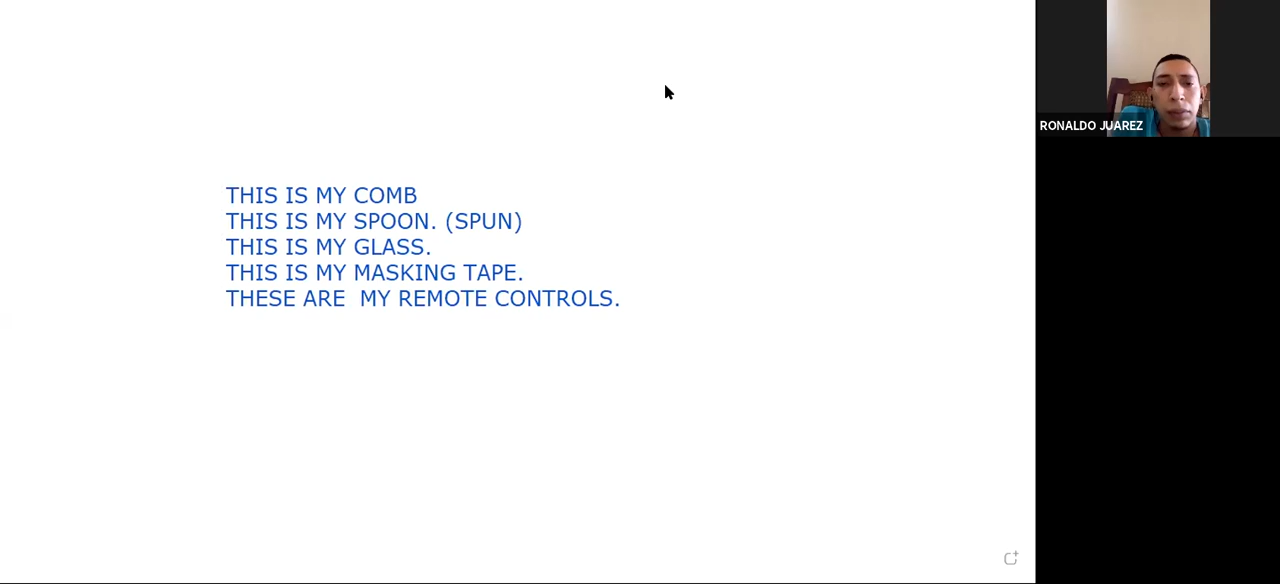 THIS IS MY COMB
THIS IS MY SPOON. (SPUN)
THIS IS MY GLASS.
THIS IS MY MASKING TAPE.
THESE ARE  MY REMOTE CONTROLS.
RONALDO JUAREZ